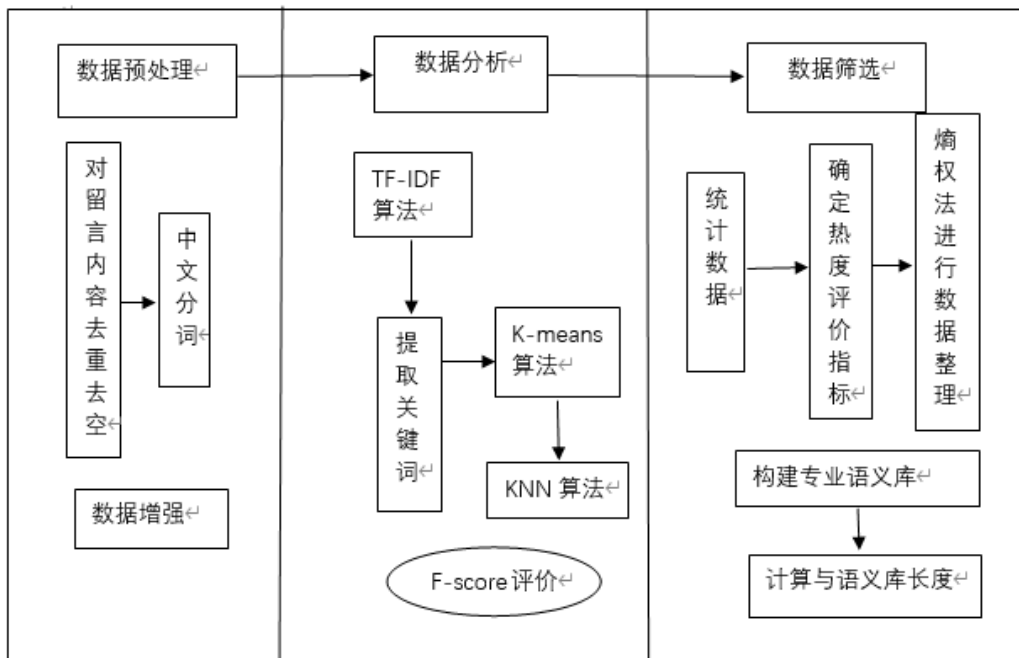 数据预处理
数据分析
数据筛选
对留言内容去重去空
中文分词
数据增强
TF-IDF
算法
提取关键词
K-means
算法
KNN 算法
F-score 评价
统计数据
确定热度评价指标
熵权法进行数据整理
构建专业语义库
计算与语义库长度